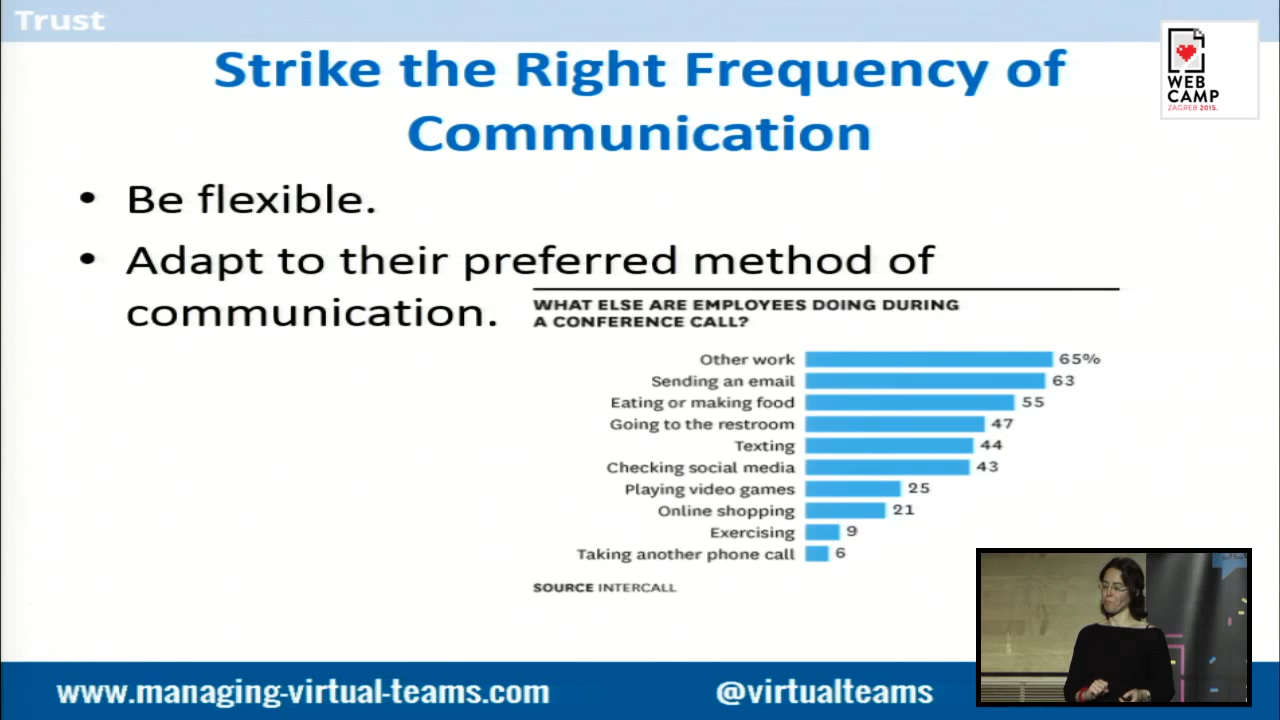 Trust
Strike the Right Frequency of
Communication
WEB
CAMP
ZAGREB 2015.
• Be flexible.
• Adapt to their preferred method of
communication.
WHAT ELSE ARE EMPLOYEES DOING DURING
A CONFERENCE CALL?
Other work 65%
Sending an email 63
Eating or making food 55
Going to the restroom 47
Texting 44
Checking social media 43
Playing video games 25
Online shopping 21
Exercising 9
Taking another phone call 6
SOURCE INTERCALL
www.managing-virtual-teams.com
@virtualteams